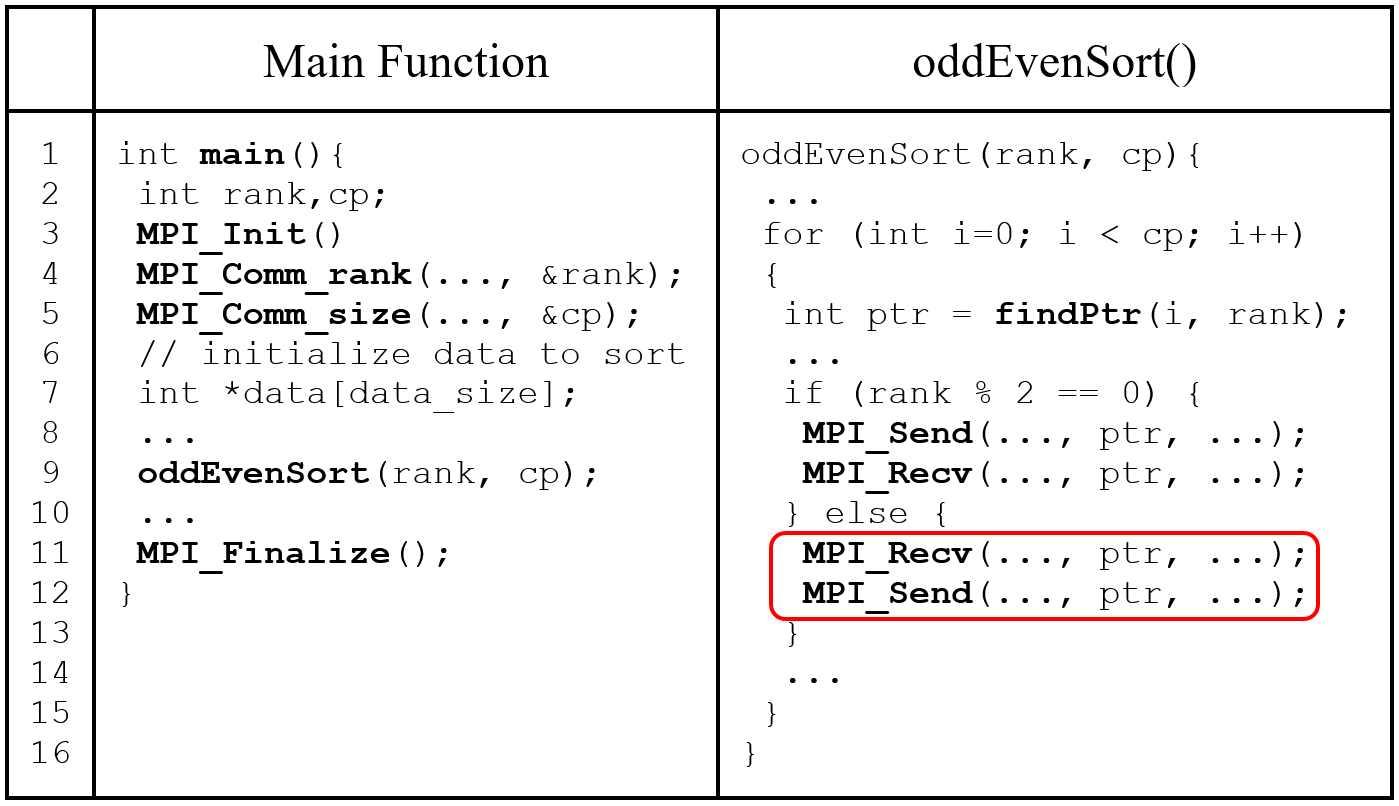 Main Function
oddEvenSort()
1 int main(){ oddEvenSort(rank, cp){
2 int rank,cp; ...
3 MPI_Init() for (int i=0; i < cp; i++)
4 MPI_Comm_rank(..., &rank); {
5 MPI_Comm_size(..., &cp); int ptr = findPtr(i, rank);
6 // initialize data to sort ...
7 int *data[data_size]; if (rank % 2 == 0) {
8 ... MPI_Send(..., ptr, ...);
9 oddEvenSort(rank, cp); MPI_Recv(..., ptr, ...);
10 ... } else {
11 MPI_Finalize(); MPI_Recv(..., ptr, ...);
12 } MPI_Send(..., ptr, ...);
13 }
14 ...
15 }
16 }